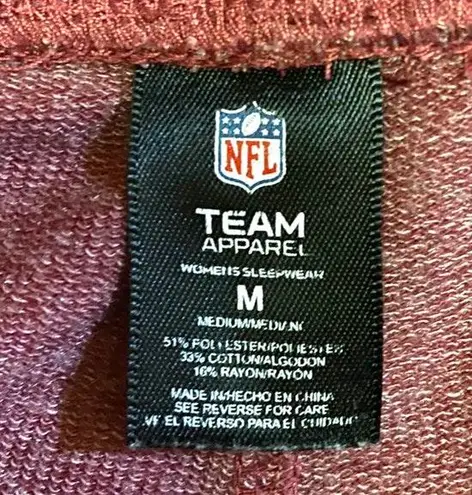 NFL
TEAM
APPAREL
WOMENS SLEEPWEAR
M
MEDIUM/MEDIANO
51% POLYESTER/POLIESTER
33% COTTON/ALGODON
16% RAYON/RAYÓN
MADE IN/HECHO EN CHINA
SEE REVERSE FOR CARE
VE EL REVERSO PARA EL CUIDADO